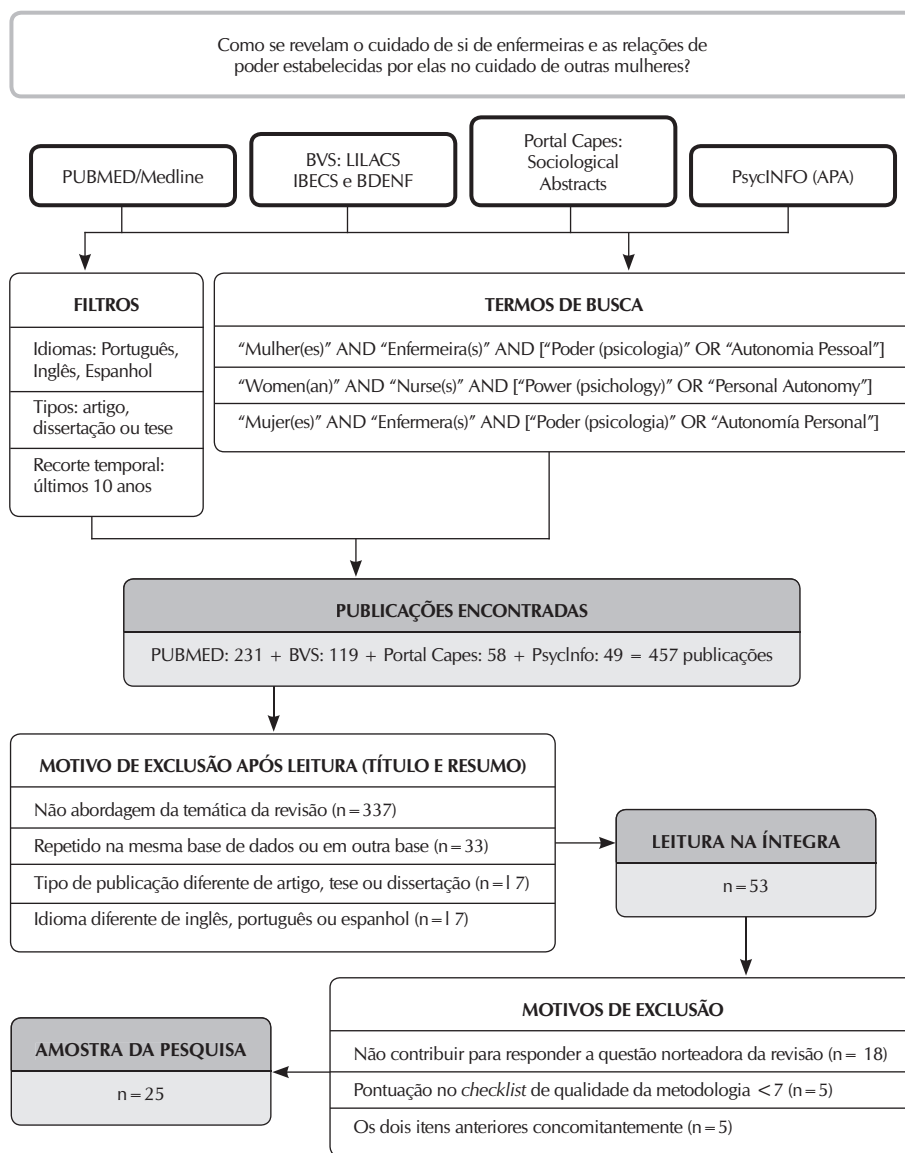 Como se revelam o cuidado de si de enfermeiras e as relações de
poder estabelecidas por elas no cuidado de outras mulheres?
PUBMED/Medline
BVS: LILACS
IBECS e BDENF
Portal Capes:
Sociological
Abstracts
PsycINFO (APA)
FILTROS
Idiomas: Português,
Inglês, Espanhol
Tipos: artigo,
dissertação ou tese
Recorte temporal:
últimos 10 anos
TERMOS DE BUSCA
“Mulher(es)” AND “Enfermeira(s)” AND [“Poder (psicologia)” OR “Autonomia Pessoal”]
“Women(an)” AND “Nurse(s)” AND [“Power (psichology)” OR “Personal Autonomy”]
“Mujer(es)” AND “Enfermera(s)” AND [“Poder (psicologia)” OR “Autonomía Personal”]
PUBLICAÇÕES ENCONTRADAS
PUBMED: 231 + BVS: 119 + Portal Capes: 58 + PsycInfo: 49 = 457 publicações
MOTIVO DE EXCLUSÃO APÓS LEITURA (TÍTULO E RESUMO)
Não abordagem da temática da revisão (n=337)
Repetido na mesma base de dados ou em outra base (n=33)
Tipo de publicação diferente de artigo, tese ou dissertação (n=l 7)
Idioma diferente de inglês, português ou espanhol (n=l 7)
LEITURA NA ÍNTEGRA
n=53
MOTIVOS DE EXCLUSÃO
Não contribuir para responder a questão norteadora da revisão (n= 18)
Pontuação no checklist de qualidade da metodologia <7 (n=5)
Os dois itens anteriores concomitantemente (n=5)
AMOSTRA DA PESQUISA
n=25